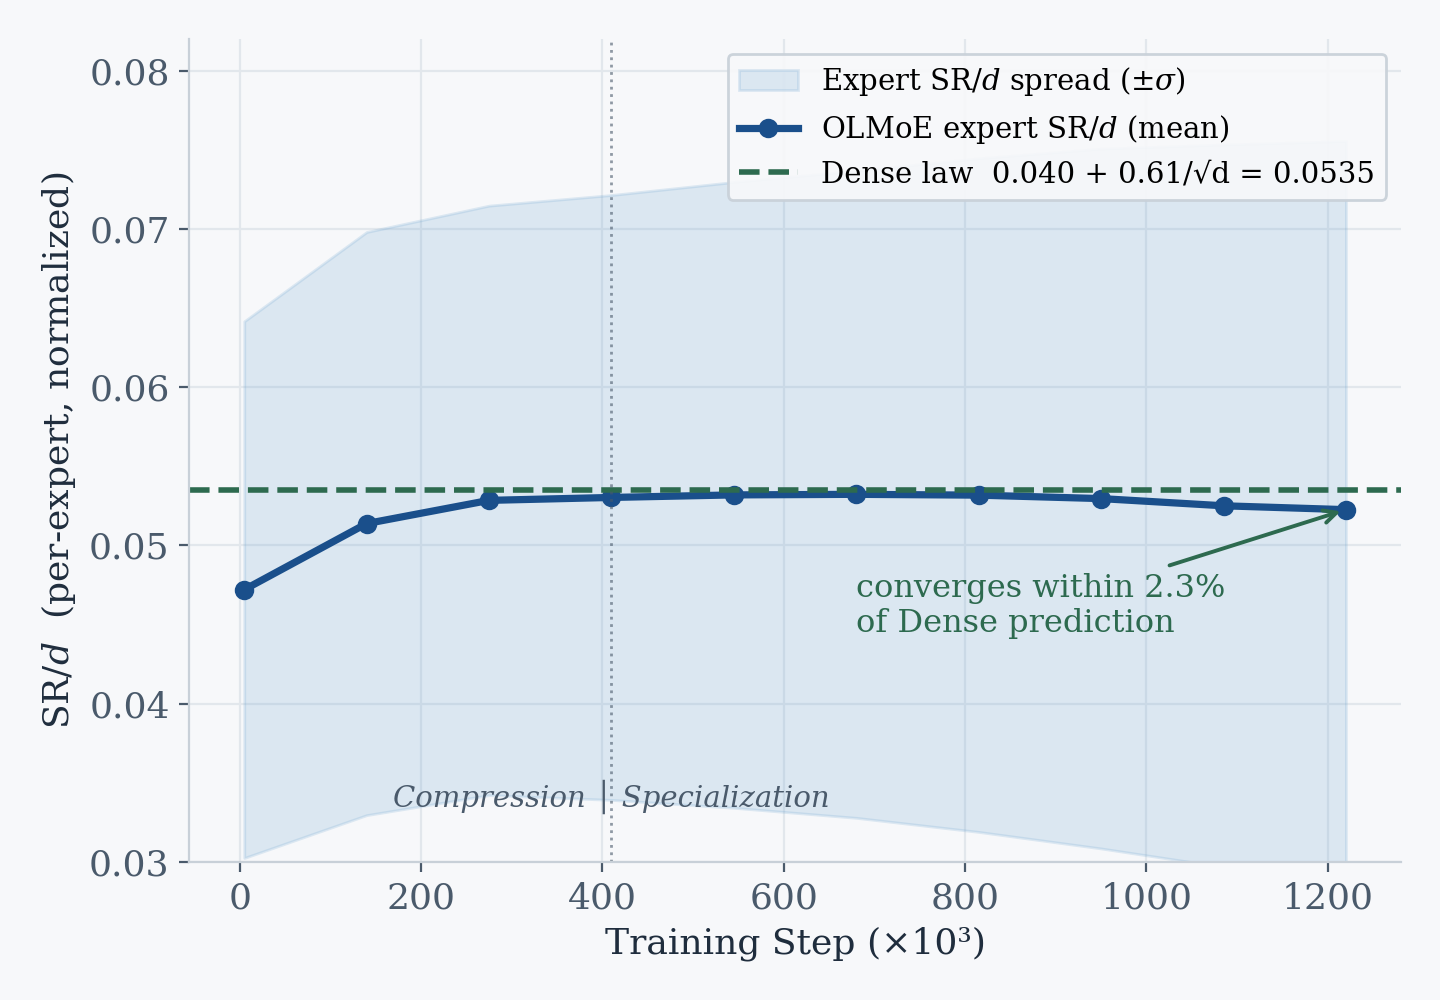 0.08
0.07
0.06
0.05
0.04
0.03
SR/d (per-expert, normalized)
Expert SR/d spread (±σ)
OLMoE expert SR/d (mean)
Dense law 0.040 + 0.61/√d = 0.0535
converges within 2.3%
of Dense prediction
Compression | Specialization
0 200 400 600 800 1000 1200
Training Step (×10³)